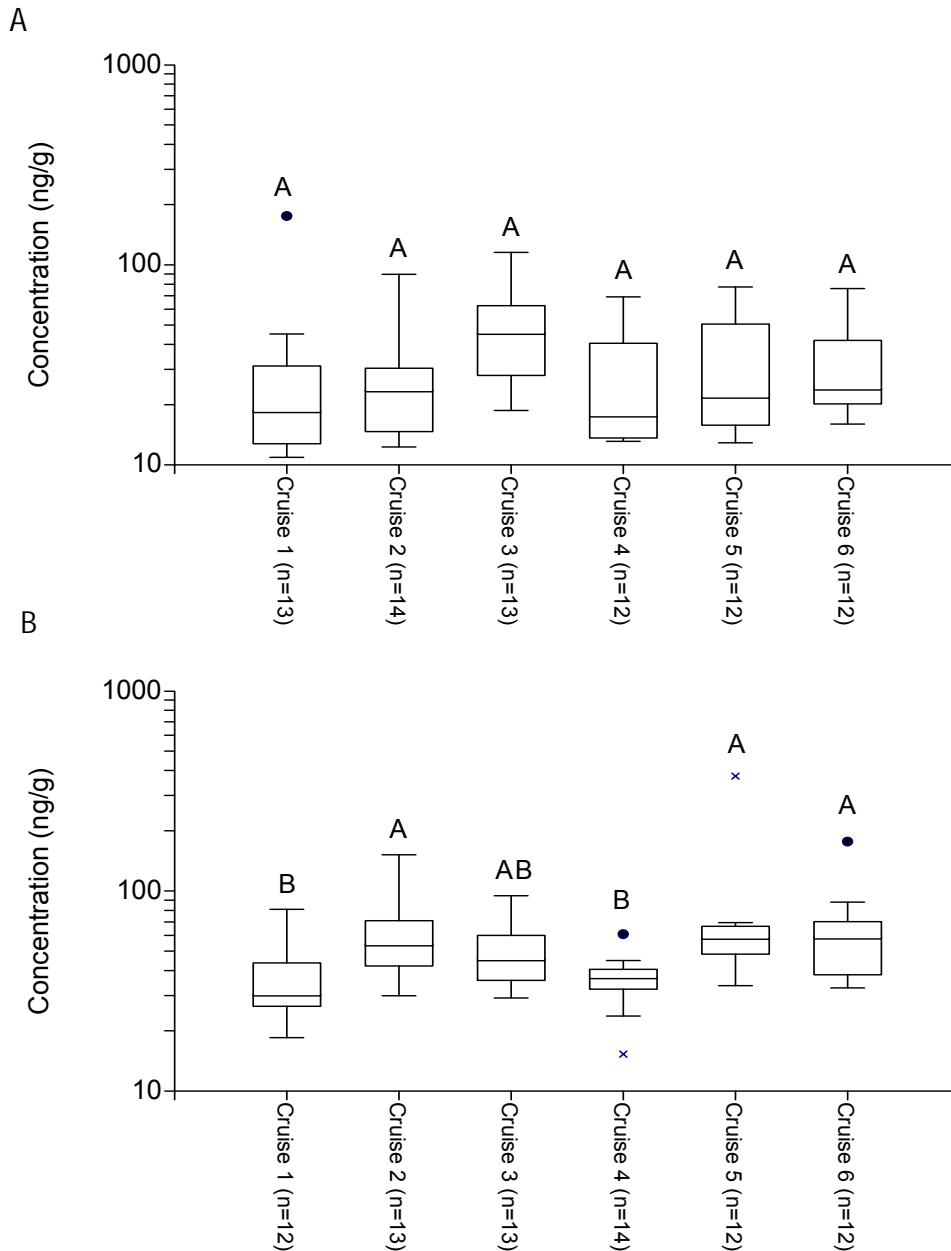 A
1000
100
10
Concentration (ng/g)
A
A
A
A
A
A
Cruise 1 (n=13)
Cruise 2 (n=14)
Cruise 3 (n=13)
Cruise 4 (n=12)
Cruise 5 (n=12)
Cruise 6 (n=12)
B
1000
100
10
Concentration (ng/g)
B
A
AB
B
A
A
Cruise 1 (n=12)
Cruise 2 (n=13)
Cruise 3 (n=13)
Cruise 4 (n=14)
Cruise 5 (n=12)
Cruise 6 (n=12)